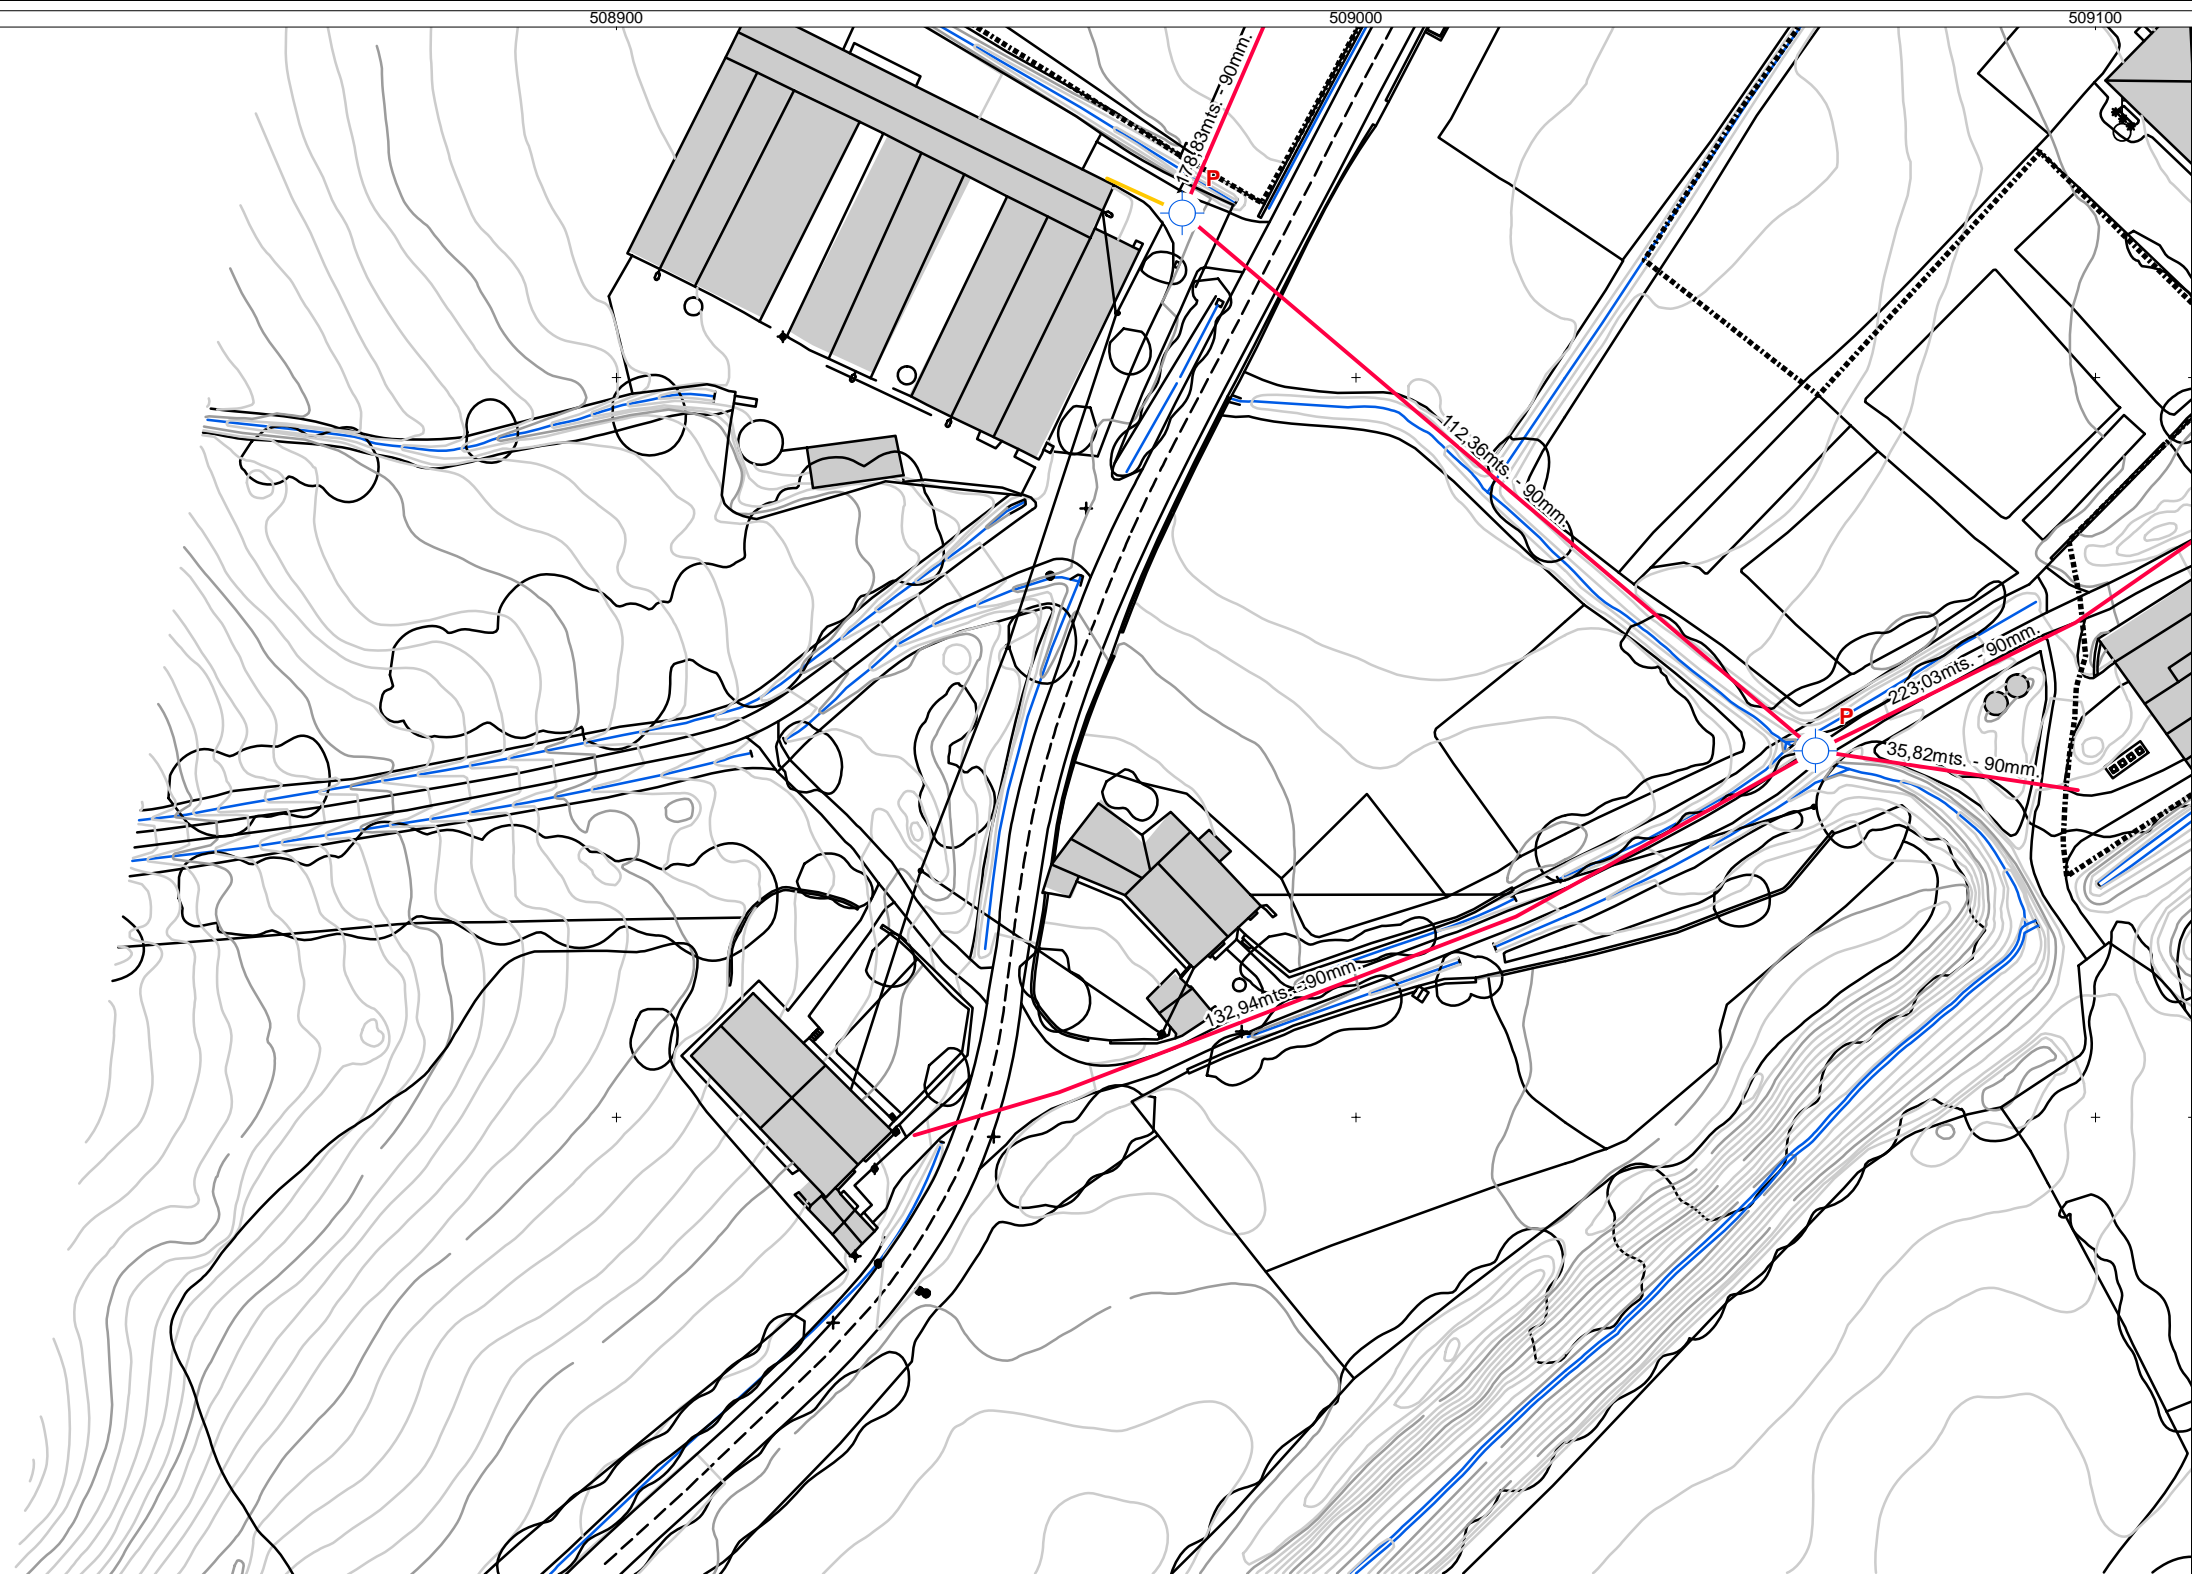 508900
509000
509100
178,83mts. - 90mm.
P
112,36mts. - 90mm.
223,03mts. - 90mm.
P
35,82mts. - 90mm.
132,94mts. - 90mm.